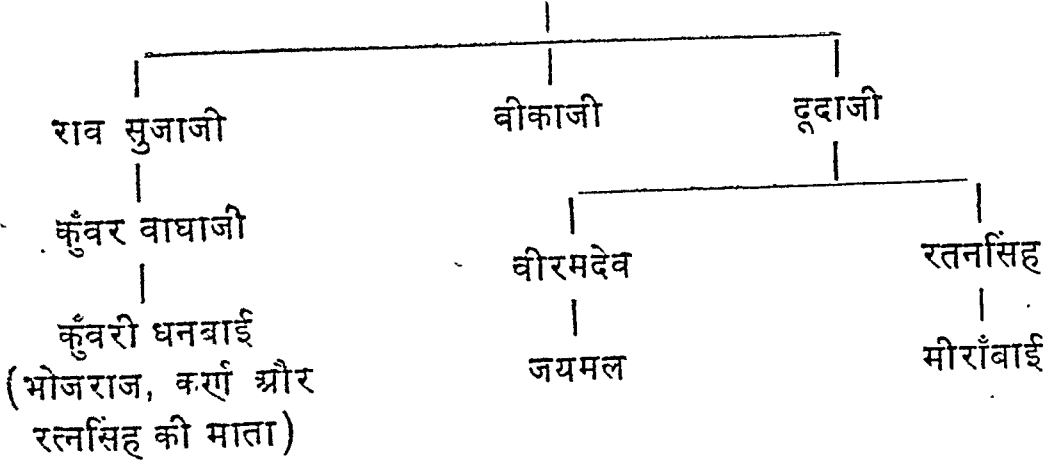 राव सुजाजी
वीकाजी
दूदाजी
कुँवर वाघाजी
वीरमदेव
रतनसिंह
कुँवरी धनबाई
(भोजराज, कर्ण और
रत्नसिंह की माता)
जयमल
मीराँबाई